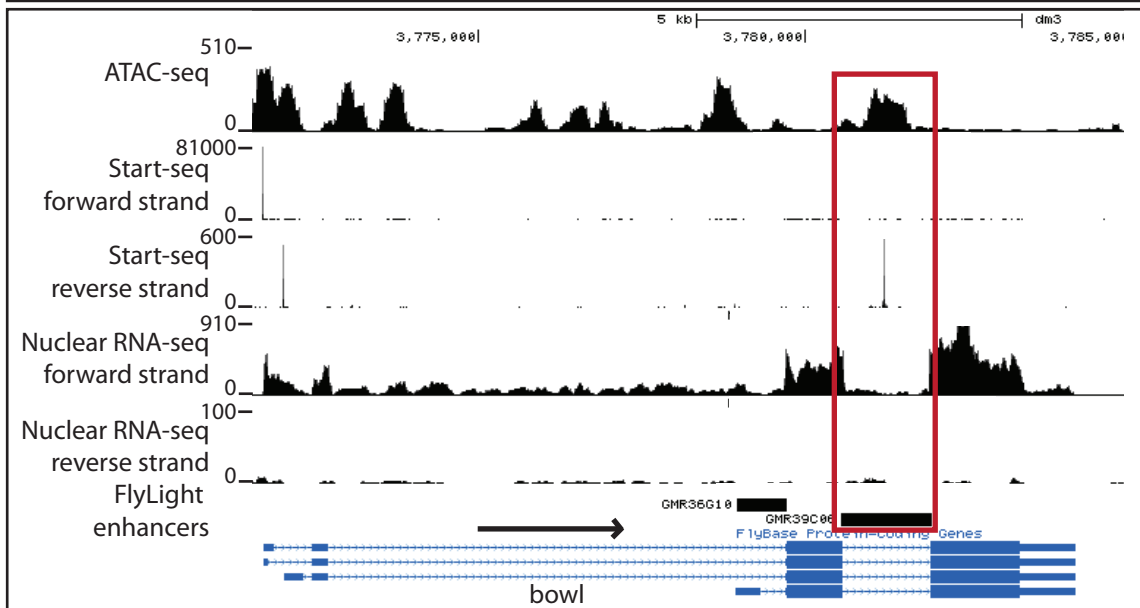 5 kb dm3
3,775,000 3,780,000 3,785,00
510
ATAC-seq
0
81000
Start-seq
forward strand
0
600
Start-seq
reverse strand
0
910
Nuclear RNA-seq
forward strand
0
100
Nuclear RNA-seq
reverse strand
0
FlyLight
enhancers
GMR36G10
GMR39C06
FlyBase Protein-Coding Genes
bowl